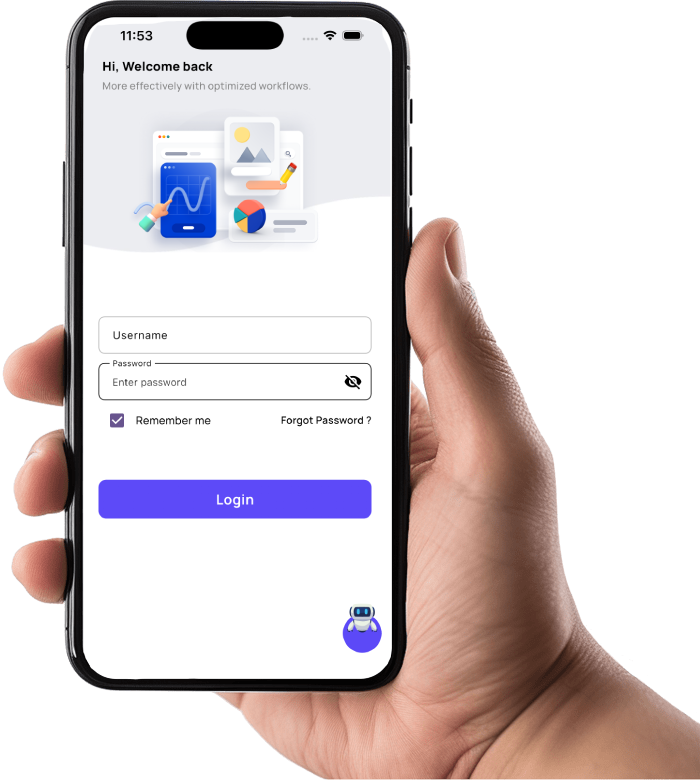 11:53
Hi, Welcome back
More effectively with optimized workflows.
Username
Password
Enter password
Remember me
Forgot Password ?
Login